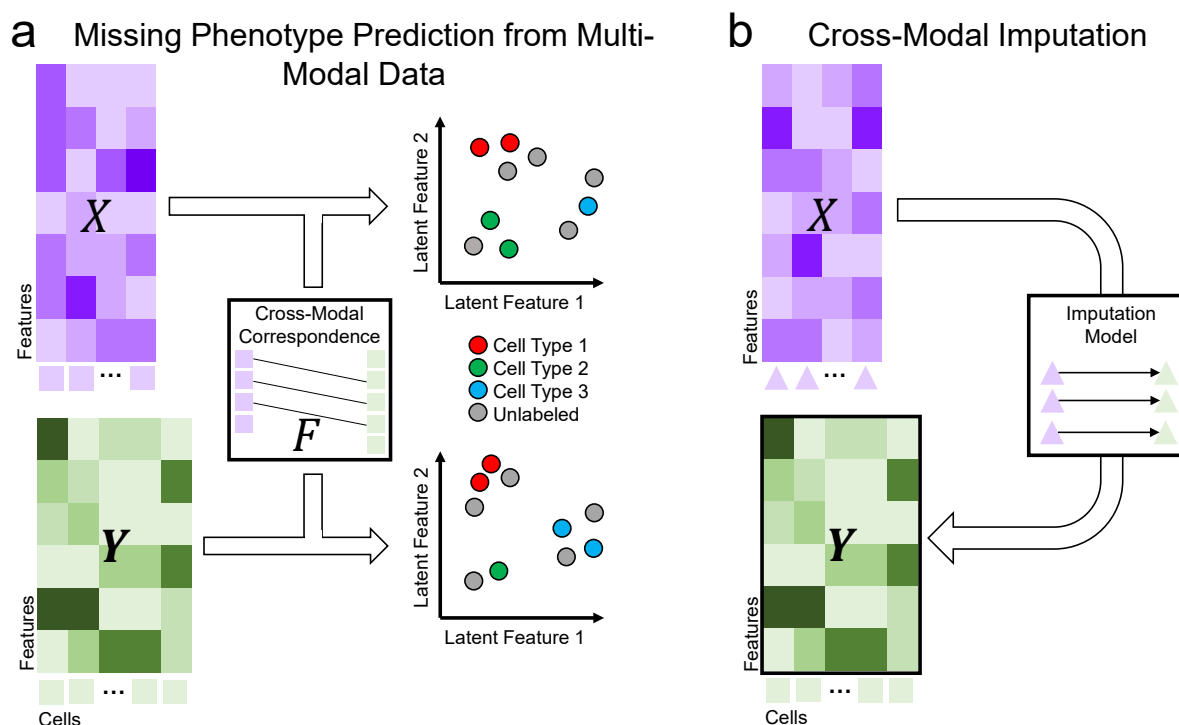 a
Missing Phenotype Prediction from Multi-
Modal Data
X
Features
...
Y
Features
...
Cells
Cross-Modal
Correspondence
F
Latent Feature 2
Latent Feature 1
Cell Type 1
Cell Type 2
Cell Type 3
Unlabeled
Latent Feature 2
Latent Feature 1
b
Cross-Modal Imputation
X
Features
...
Imputation
Model
Y
Features
...
Cells